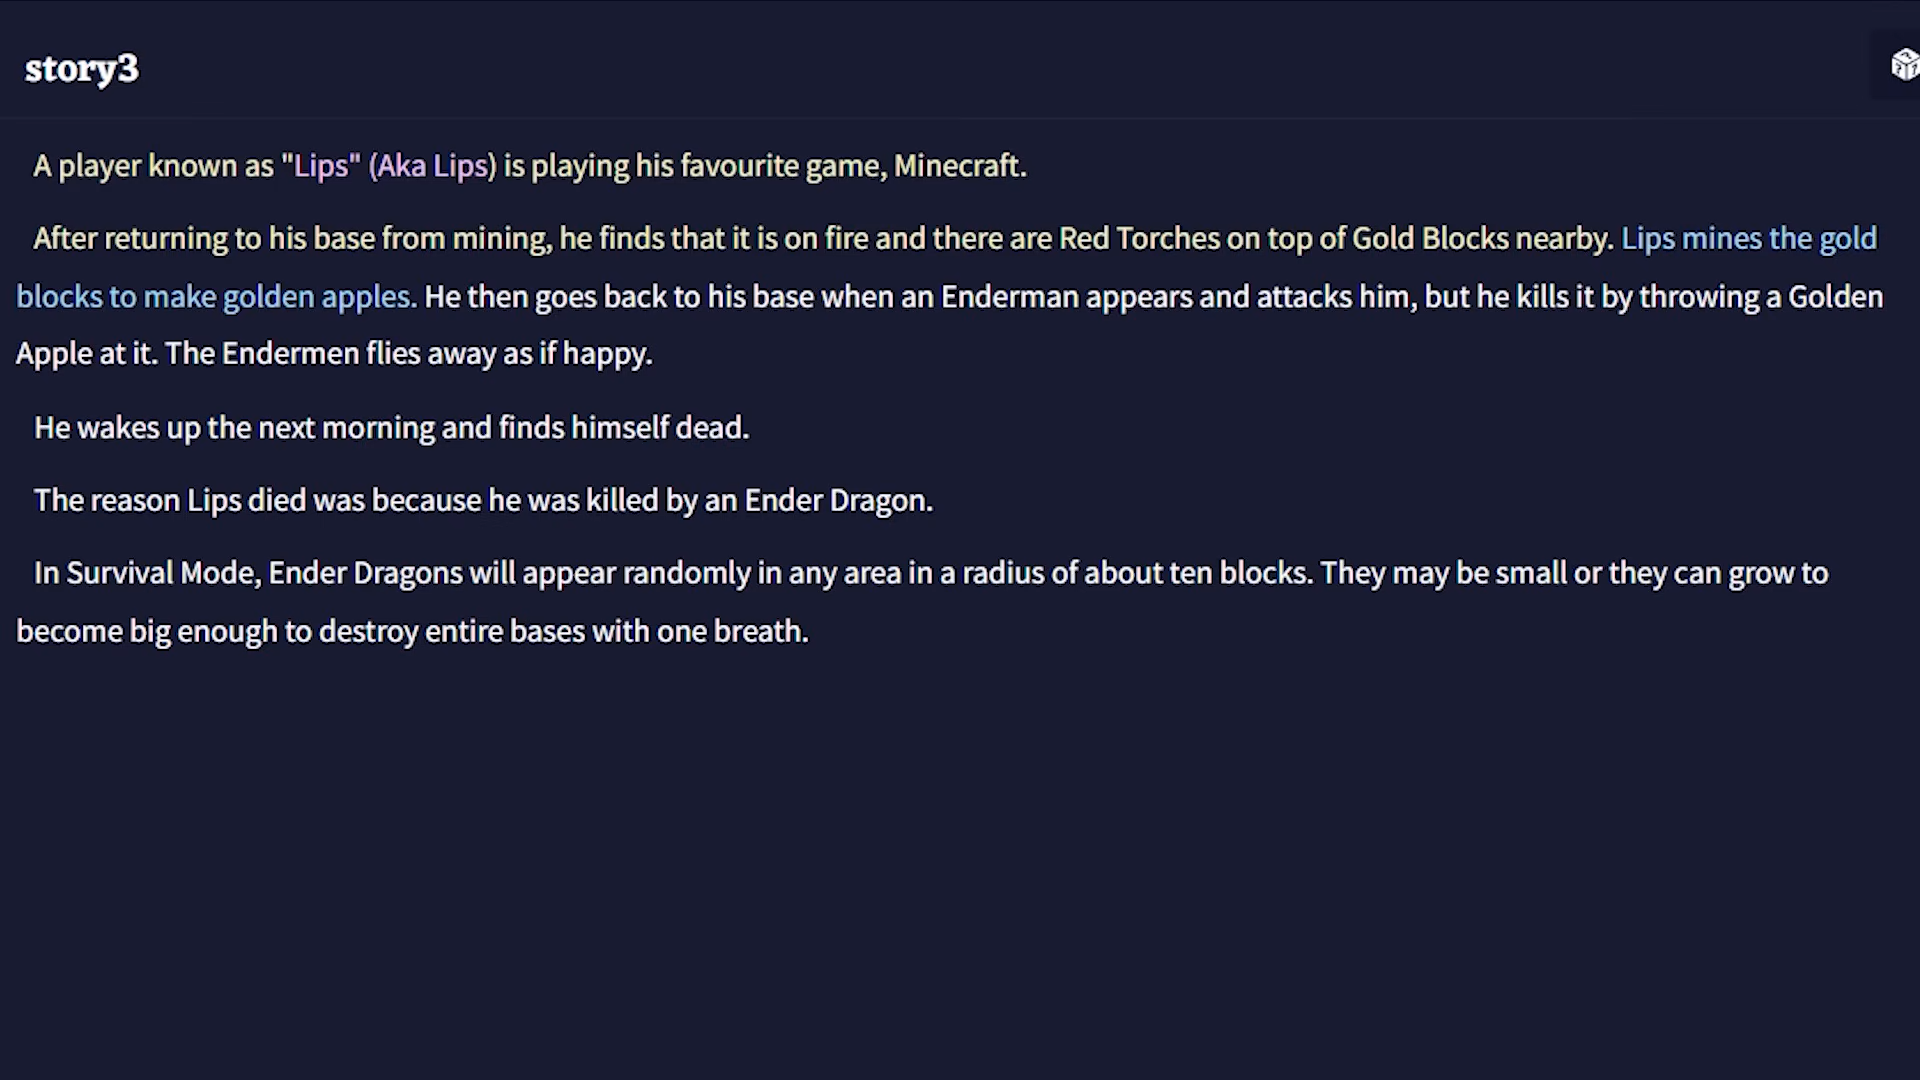 story3
A player known as "Lips" (Aka Lips) is playing his favourite game, Minecraft.
After returning to his base from mining, he finds that it is on fire and there are Red Torches on top of Gold Blocks nearby. Lips mines the gold
blocks to make golden apples. He then goes back to his base when an Enderman appears and attacks him, but he kills it by throwing a Golden
Apple at it. The Endermen flies away as if happy.
He wakes up the next morning and finds himself dead.
The reason Lips died was because he was killed by an Ender Dragon.
In Survival Mode, Ender Dragons will appear randomly in any area in a radius of about ten blocks. They may be small or they can grow to
become big enough to destroy entire bases with one breath.